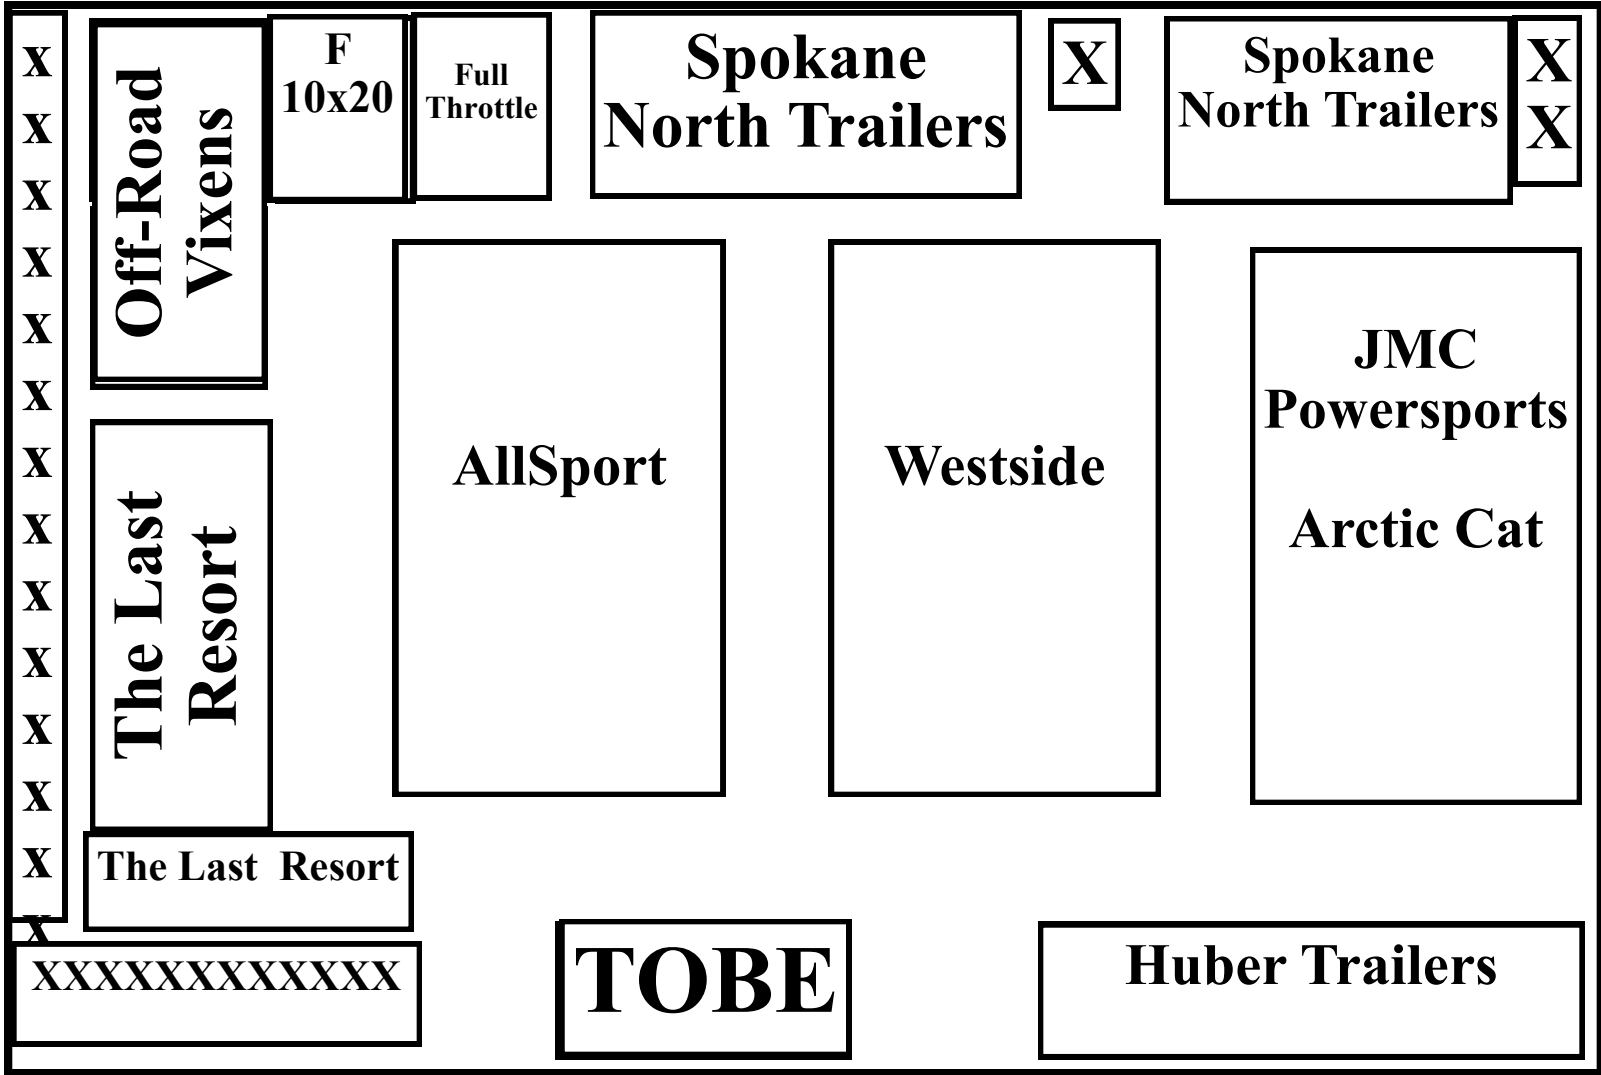 x
x
x
x
x
x
x
x
x
x
x
x
x
x
Off-Road
Vixens
F
10x20
Full
Throttle
Spokane
North Trailers
X
Spokane
North Trailers
X
X
The Last
Resort
AllSport
Westside
JMC
Powersports
Arctic Cat
The Last  Resort
XXXXXXXXXXXX
TOBE
Huber Trailers